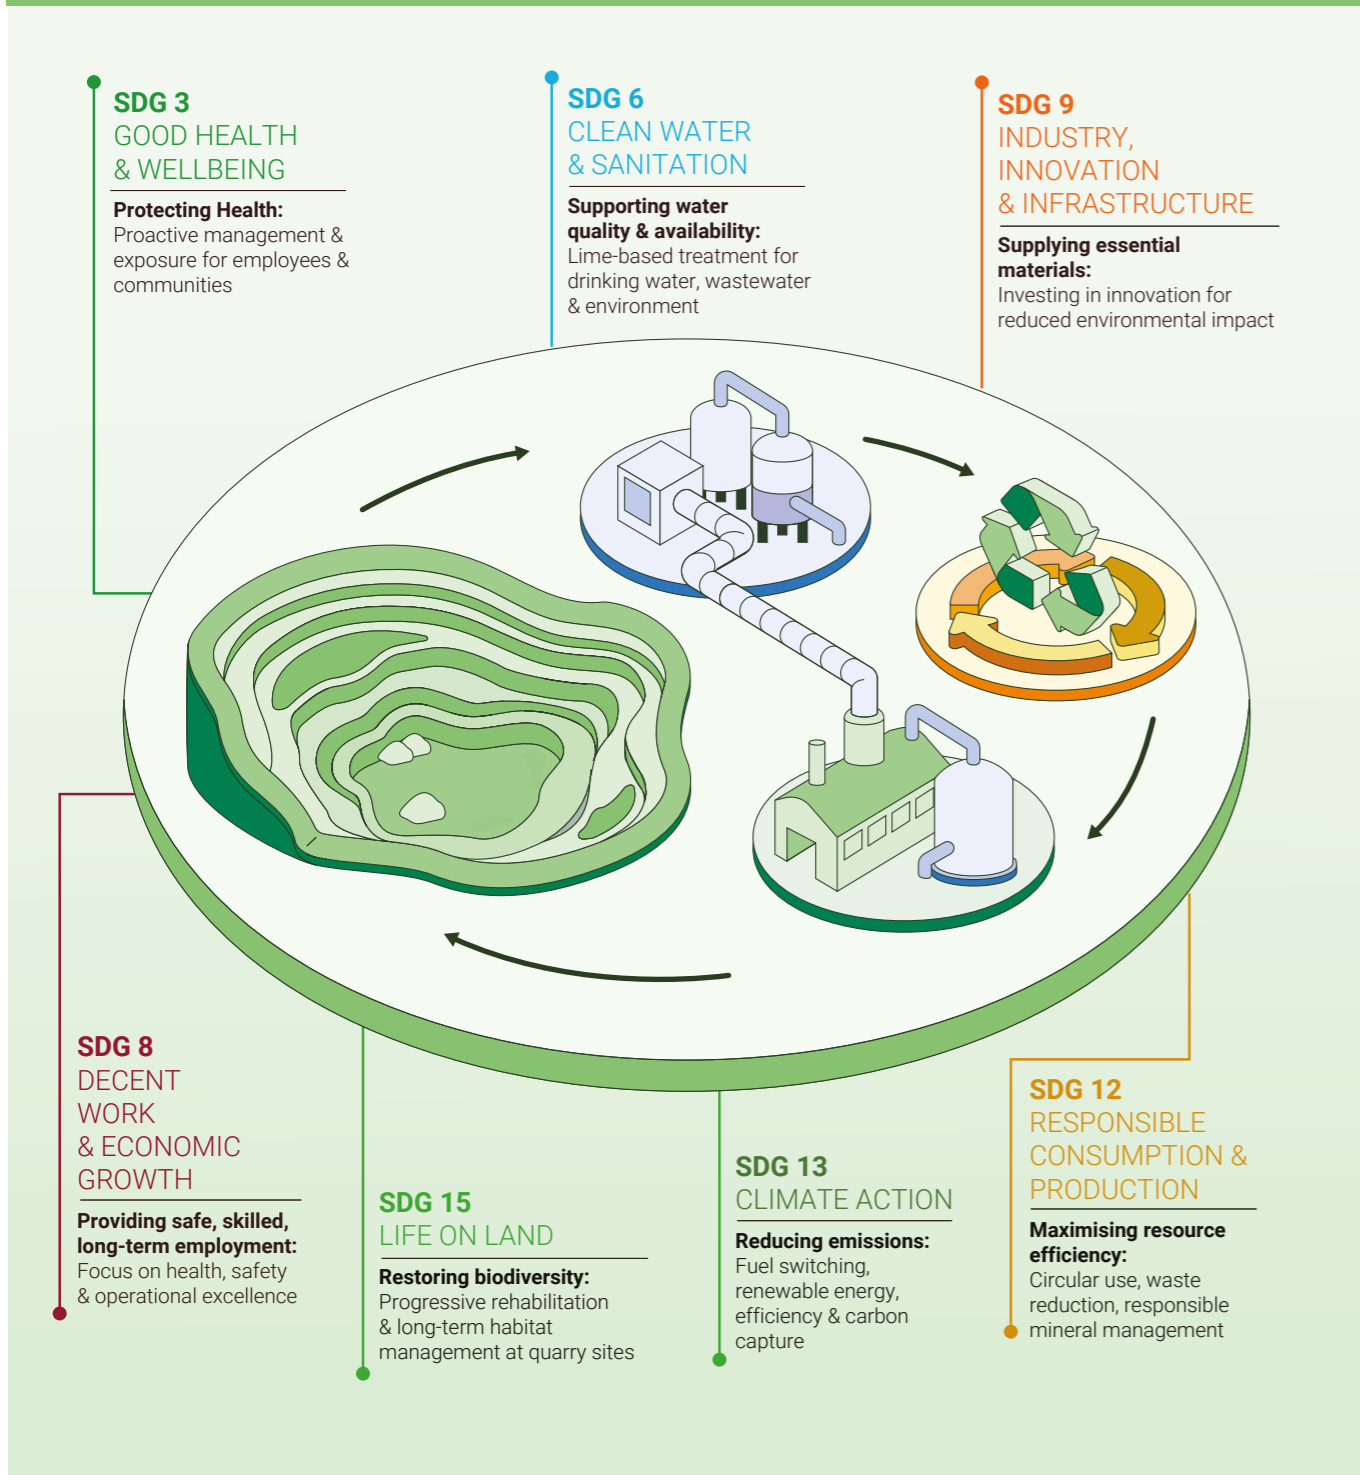 SDG 3
GOOD HEALTH
& WELLBEING
Protecting Health:
Proactive management &
exposure for employees &
communities
SDG 6
CLEAN WATER
& SANITATION
Supporting water
quality & availability:
Lime-based treatment for
drinking water, wastewater
& environment
SDG 9
INDUSTRY,
INNOVATION
& INFRASTRUCTURE
Supplying essential
materials:
Investing in innovation for
reduced environmental impact
SDG 8
DECENT
WORK
& ECONOMIC
GROWTH
Providing safe, skilled,
long-term employment:
Focus on health, safety
& operational excellence
SDG 15
LIFE ON LAND
Restoring biodiversity:
Progressive rehabilitation
& long-term habitat
management at quarry sites
SDG 13
CLIMATE ACTION
Reducing emissions:
Fuel switching,
renewable energy,
efficiency & carbon
capture
SDG 12
RESPONSIBLE
CONSUMPTION &
PRODUCTION
Maximising resource
efficiency:
Circular use, waste
reduction, responsible
mineral management